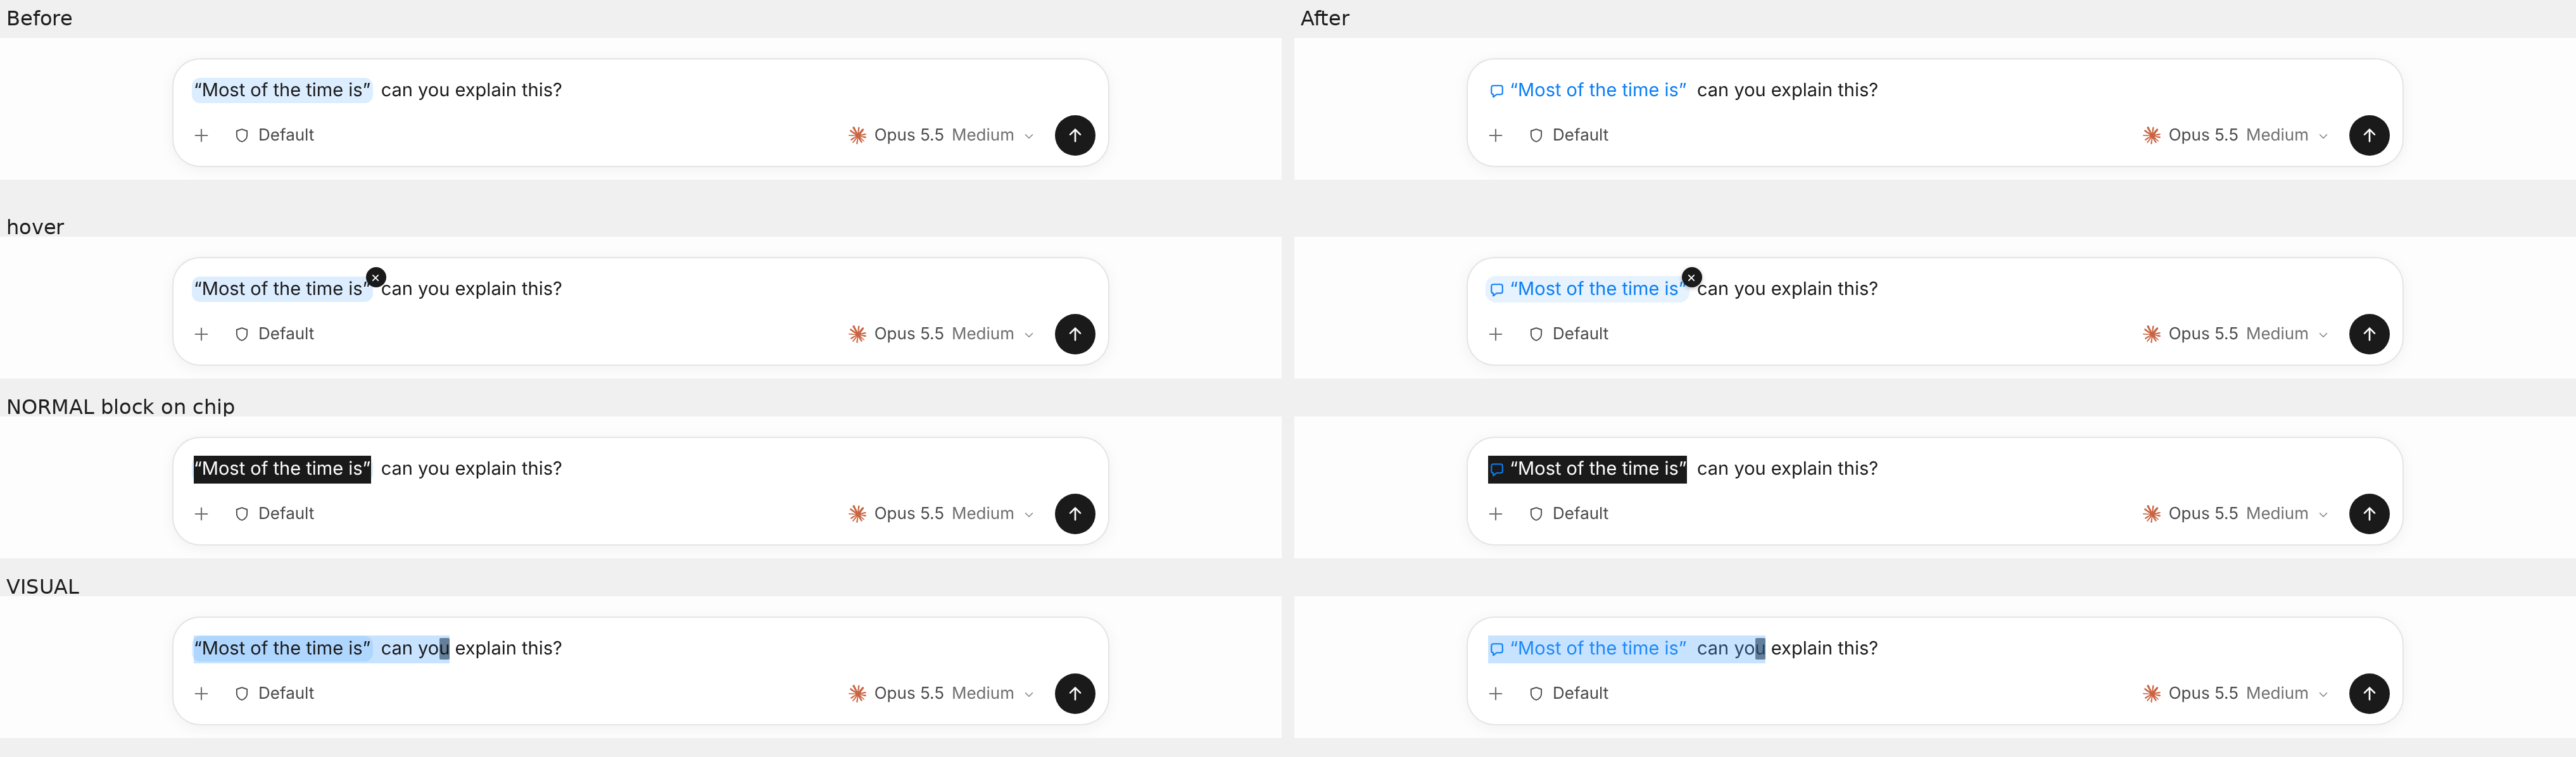 Before
After
“Most of the time is” can you explain this?
“Most of the time is” can you explain this?
Default
Opus 5.5 Medium
Default
Opus 5.5 Medium
hover
“Most of the time is” can you explain this?
“Most of the time is” can you explain this?
Default
Opus 5.5 Medium
Default
Opus 5.5 Medium
NORMAL block on chip
“Most of the time is” can you explain this?
“Most of the time is” can you explain this?
Default
Opus 5.5 Medium
Default
Opus 5.5 Medium
VISUAL
“Most of the time is” can you explain this?
“Most of the time is” can you explain this?
Default
Opus 5.5 Medium
Default
Opus 5.5 Medium